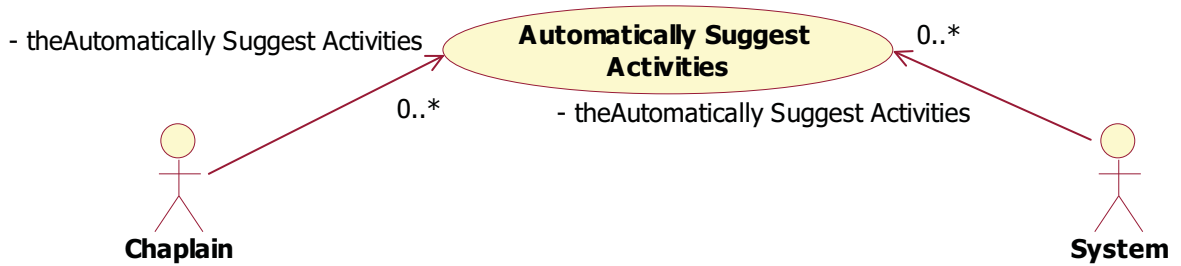 - theAutomatically Suggest Activities
Automatically Suggest
Activities
0..*
0..*
- theAutomatically Suggest Activities
Chaplain
System